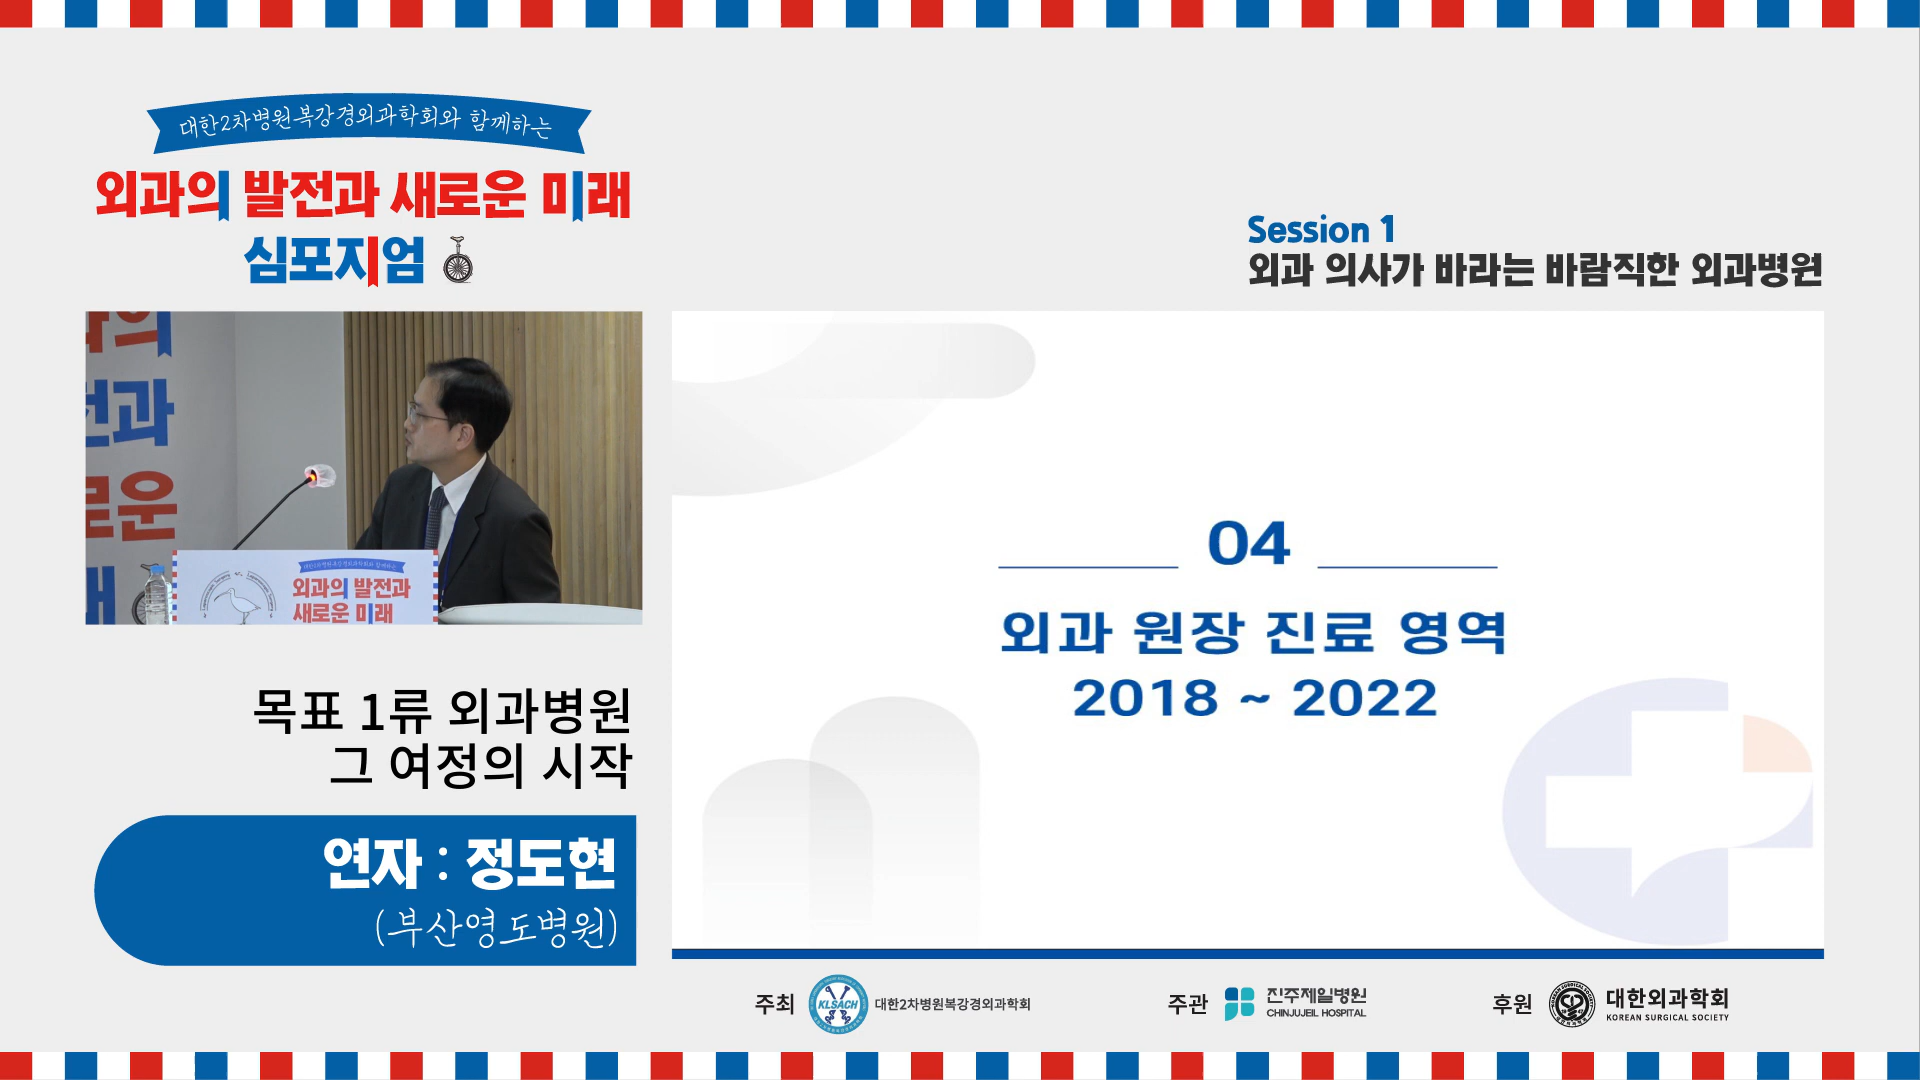 대한2차병원복강경외과학회와 함께하는
외과의 발전과 새로운 미래
심포지엄
Session 1
외과 의사가 바라는 바람직한 외과병원
전과
로운
외과의 발전과
새로운 미래
04
외과 원장 진료 영역
2018 ~ 2022
목표 1류 외과병원
그 여정의 시작
연자 : 정도현
(부산영도병원)
주최
KLSACH
대한2차병원복강경외과학회
주관
진주제일병원
CHINJUJEIL HOSPITAL
후원
대한외과학회
KOREAN SURGICAL SOCIETY